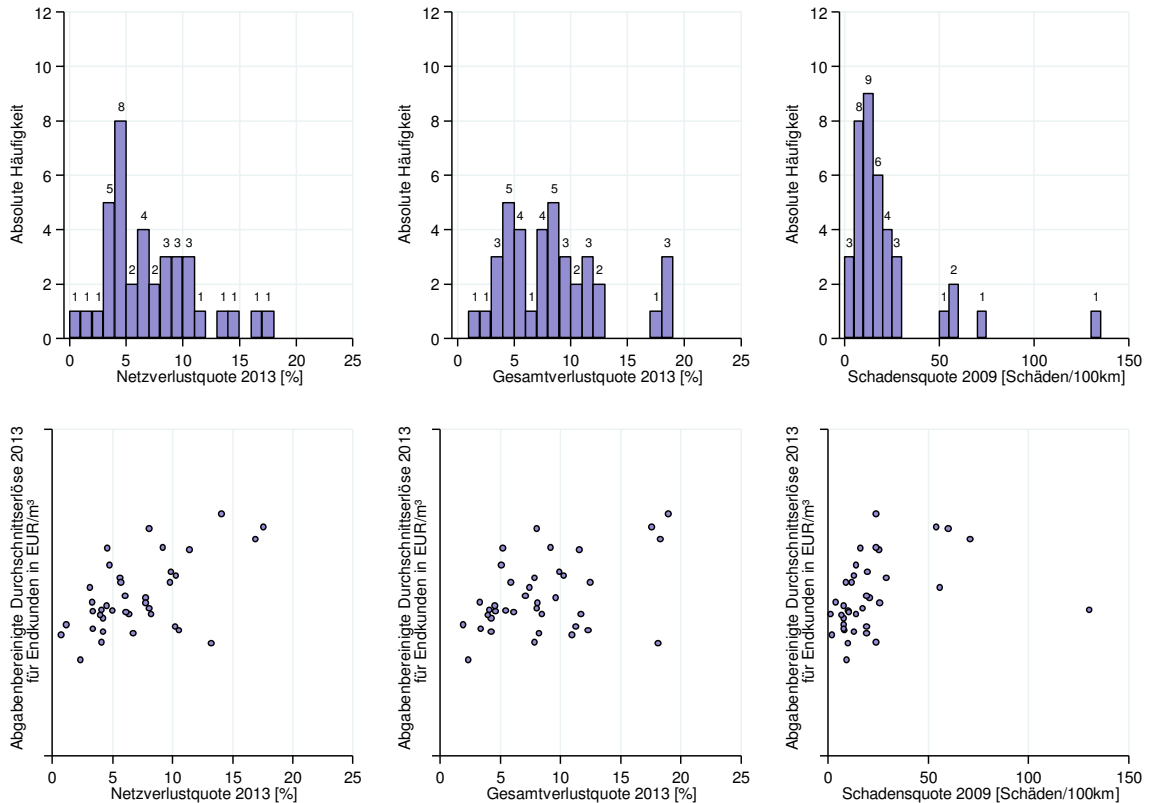 12
10
8
6
4
2
0
Absolute Häufigkeit
1 1 1 5 8 2 4 2 3 3 3 1 1 1 1 1
0 5 10 15 20 25
Netzverlustquote 2013 [%]
12
10
8
6
4
2
0
Absolute Häufigkeit
1 1 3 5 4 1 4 5 3 2 3 2 1 3
0 5 10 15 20 25
Gesamtverlustquote 2013 [%]
12
10
8
6
4
2
0
Absolute Häufigkeit
3 8 9 6 4 3 1 2 1 1
0 50 100 150
Schadensquote 2009 [Schäden/100km]
Abgabenbereinigte Durchschnittserlöse 2013
für Endkunden in EUR/m³
0 5 10 15 20 25
Netzverlustquote 2013 [%]
Abgabenbereinigte Durchschnittserlöse 2013
für Endkunden in EUR/m³
0 5 10 15 20 25
Gesamtverlustquote 2013 [%]
Abgabenbereinigte Durchschnittserlöse 2013
für Endkunden in EUR/m³
0 50 100 150
Schadensquote 2009 [Schäden/100km]